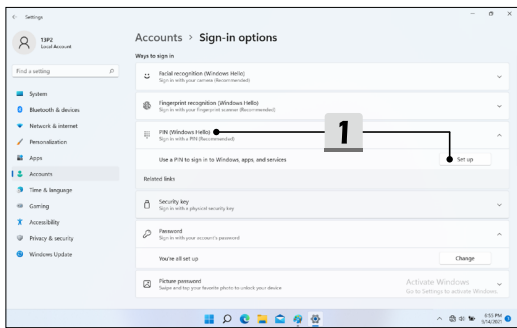 Settings
13P2
Local Account
Find a setting
System
Bluetooth & devices
Network & internet
Personalization
Apps
Accounts
Time & language
Gaming
Accessibility
Privacy & security
Windows Update
Accounts > Sign-in options
Ways to sign in
Facial recognition (Windows Hello)
Sign in with your camera (Recommended)
Fingerprint recognition (Windows Hello)
Sign in with your fingerprint scanner (Recommended)
PIN (Windows Hello)
Sign in with a PIN (Recommended)
1
Use a PIN to sign in to Windows, apps, and services
Set up
Related links
Security key
Sign in with a physical security key
Password
Sign in with your account's password
You're all set up
Change
Picture password
Swipe and tap your favorite photo to unlock your device
Activate Windows
Go to Settings to activate Windows.
6:55 PM
9/14/2021